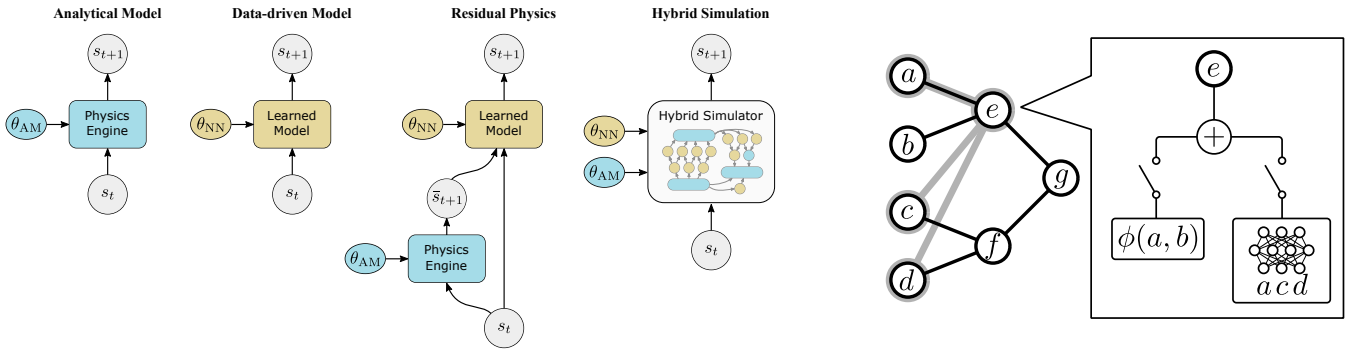 Analytical Model
s_{t+1}
θ_AM
Physics
Engine
s_t
Data-driven Model
s_{t+1}
θ_NN
Learned
Model
s_t
Residual Physics
s_{t+1}
θ_NN
Learned
Model
s̄_{t+1}
θ_AM
Physics
Engine
s_t
Hybrid Simulation
s_{t+1}
Hybrid Simulator
θ_NN
θ_AM
s_t
a
b
c
d
e
f
g
e
+
ϕ(a, b)
a c d